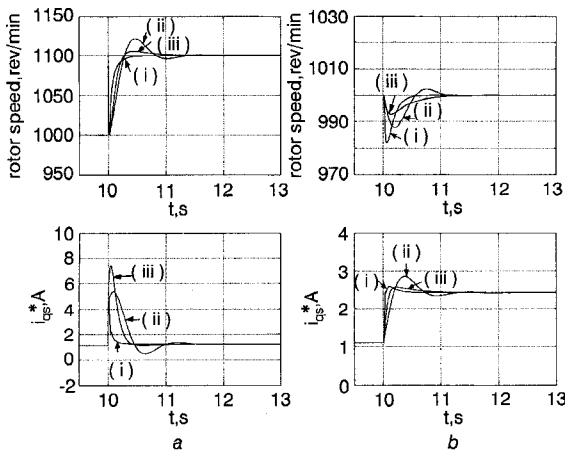 rotor speed,rev/min
1150
1100
1050
1000
950
(ii)
(iii)
(i)
10 11 12 13
t,s
rotor speed,rev/min
1030
1000
990
970
(iii)
(ii)
(i)
10 11 12 13
t,s
i*qs,A
10
8
6
4
2
0
-2
(iii)
(ii)
(i)
10 11 12 13
t,s
a
i*qs,A
4
3
2
1
0
(ii)
(i)
(iii)
10 11 12 13
t,s
b